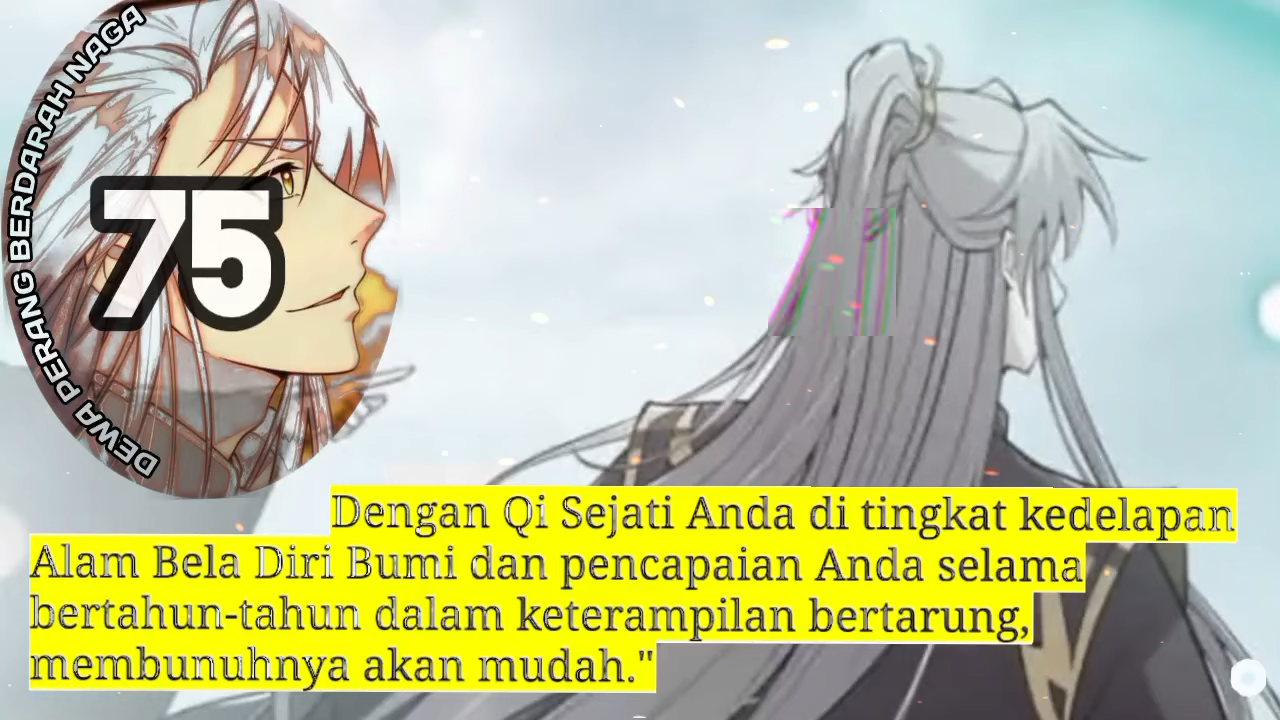 DEWA PERANG BERDARAH NAGA
75
Dengan Qi Sejati Anda di tingkat kedelapan
Alam Bela Diri Bumi dan pencapaian Anda selama
bertahun-tahun dalam keterampilan bertarung,
membunuhnya akan mudah."